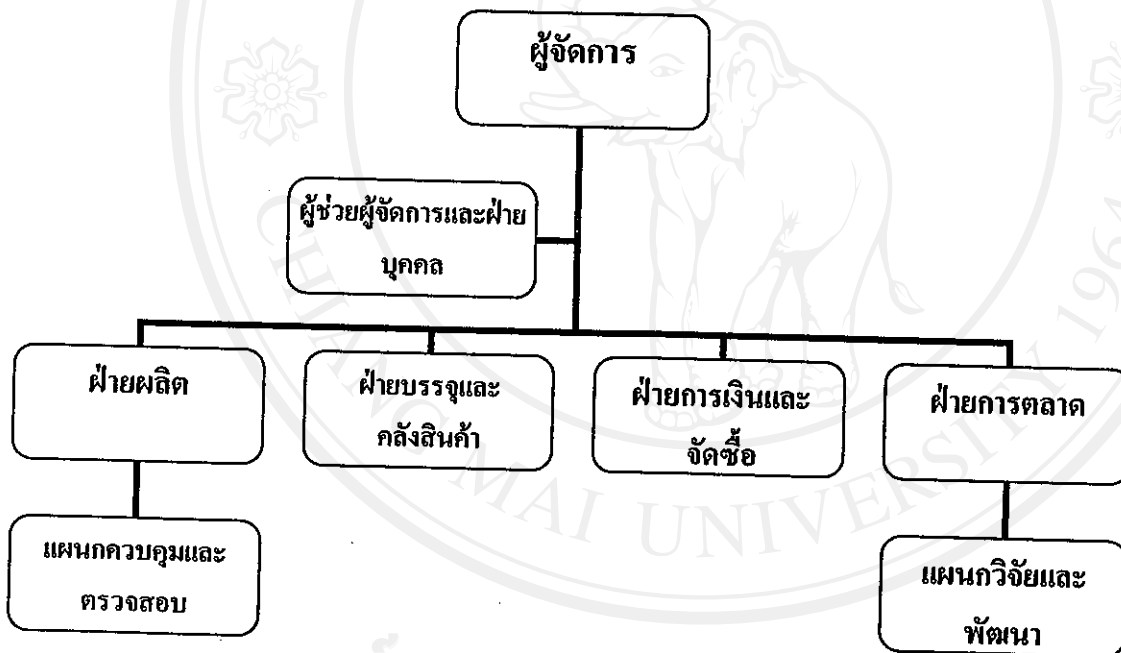 ผู้จัดการ
ผู้ช่วยผู้จัดการและฝ่าย
บุคคล
ฝ่ายผลิต
ฝ่ายบรรจุและ
คลังสินค้า
ฝ่ายการเงินและ
จัดซื้อ
ฝ่ายการตลาด
แผนกควบคุมและ
ตรวจสอบ
แผนกวิจัยและ
พัฒนา
CHIANG MAI UNIVERSITY 1964